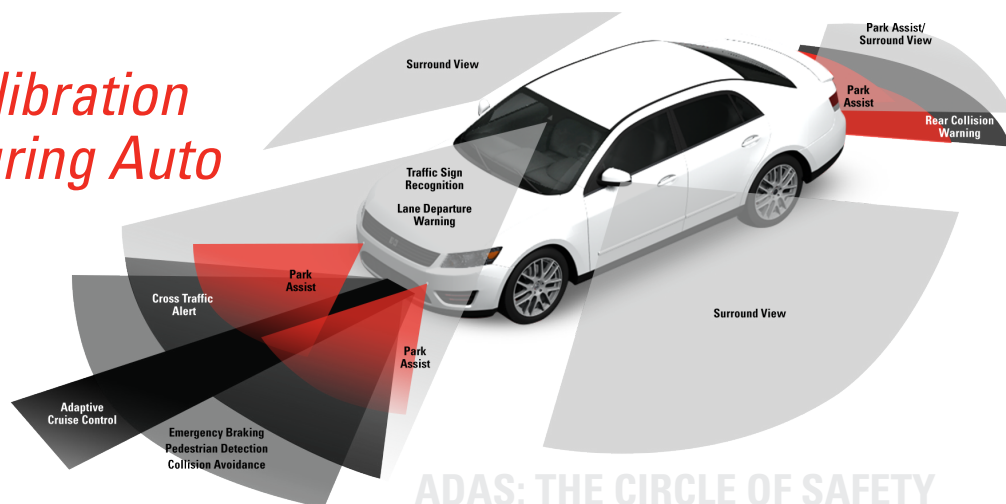 libration
ring Auto
Surround View
Park Assist/
Surround View
Park
Assist
Rear Collision
Warning
Traffic Sign
Recognition
Lane Departure
Warning
Park
Assist
Cross Traffic
Alert
Park
Assist
Surround View
Adaptive
Cruise Control
Emergency Braking
Pedestrian Detection
Collision Avoidance
ADAS: THE CIRCLE OF SAFETY